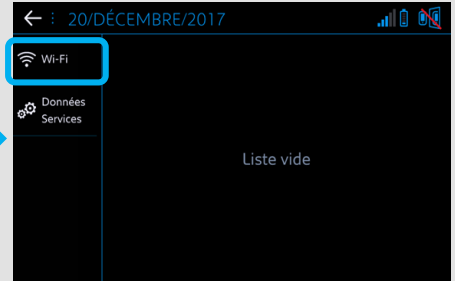 20/DÉCEMBRE/2017
Wi-Fi
Données
Services
Liste vide